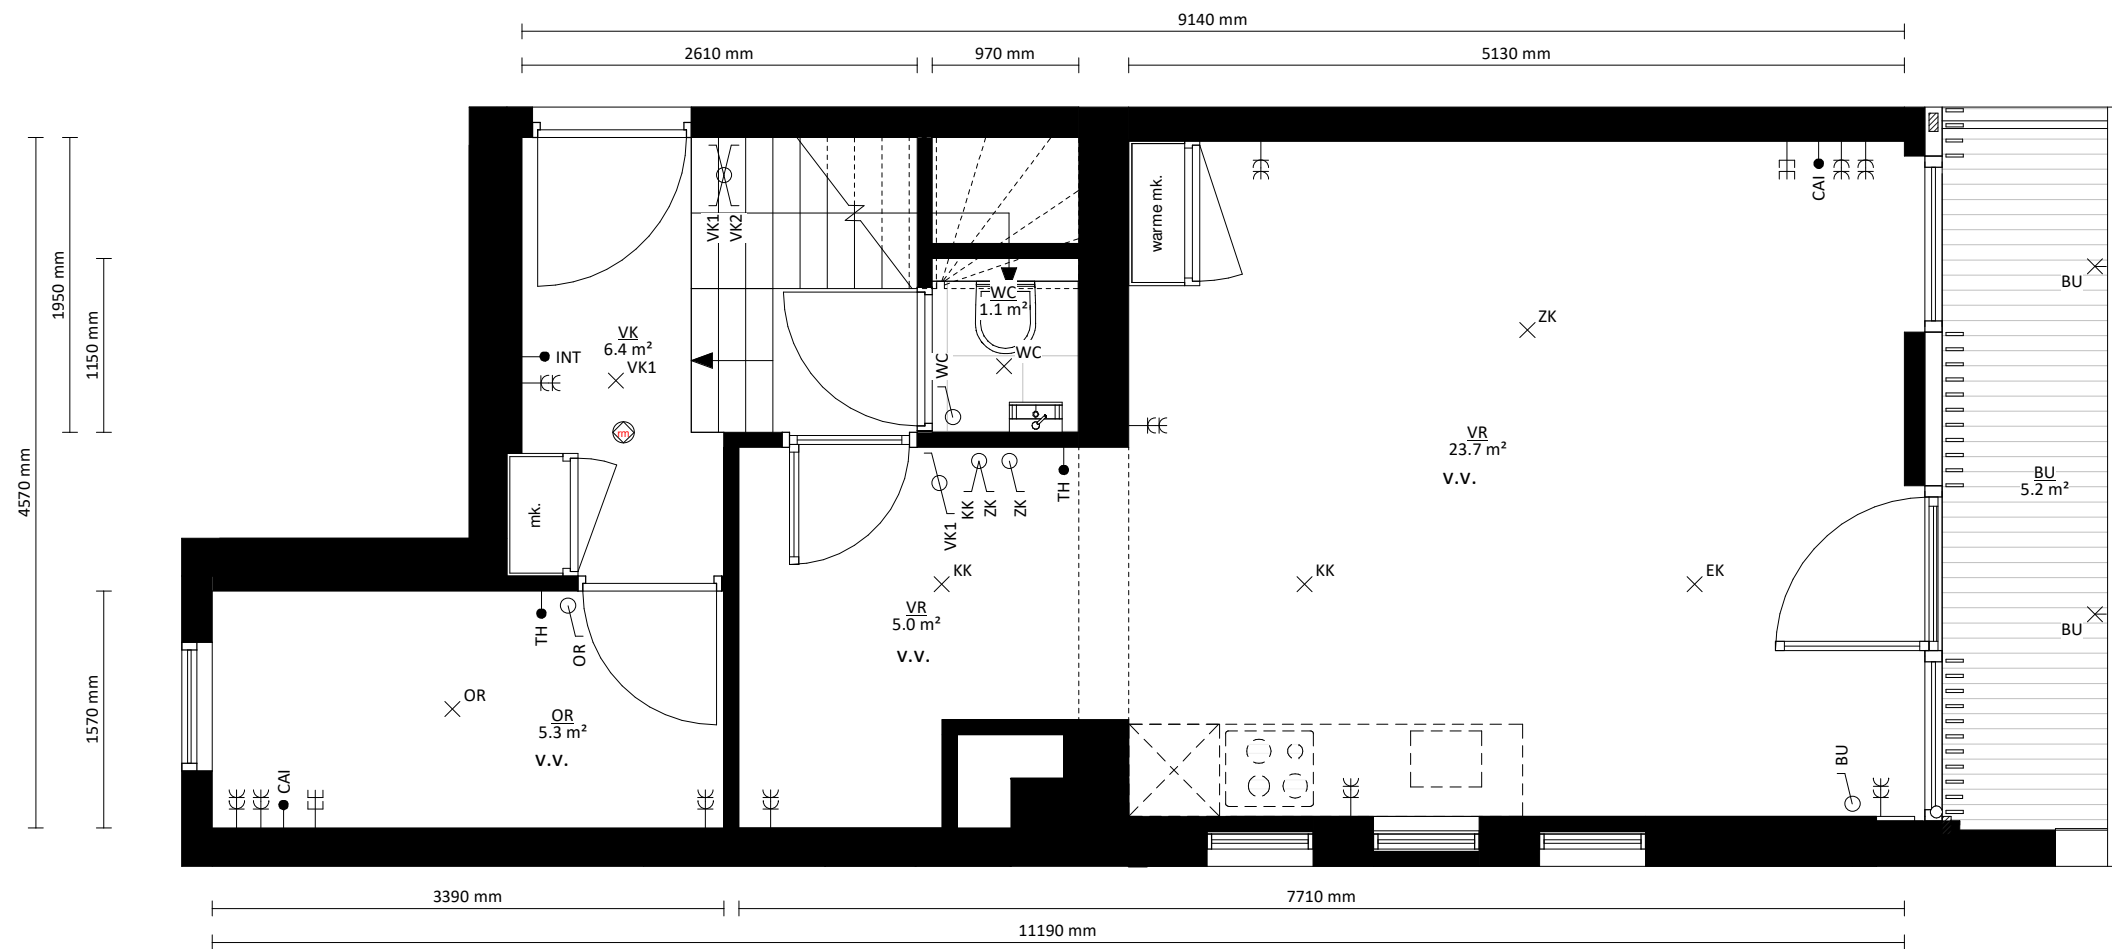 9140 mm
2610 mm
970 mm
5130 mm
4570 mm
1950 mm
1150 mm
1570 mm
VK1
VK2
warme mk.
CAI
BU
WC
1.1 m²
WC
WC
ZK
VK
6.4 m²
VK1
INT
rm
mk.
VR
23.7 m²
v.v.
BU
5.2 m²
VK1
KK
ZK
ZK
TH
KK
KK
EK
VR
5.0 m²
v.v.
TH
OR
OR
OR
5.3 m²
v.v.
CAI
BU
BU
3390 mm
7710 mm
11190 mm